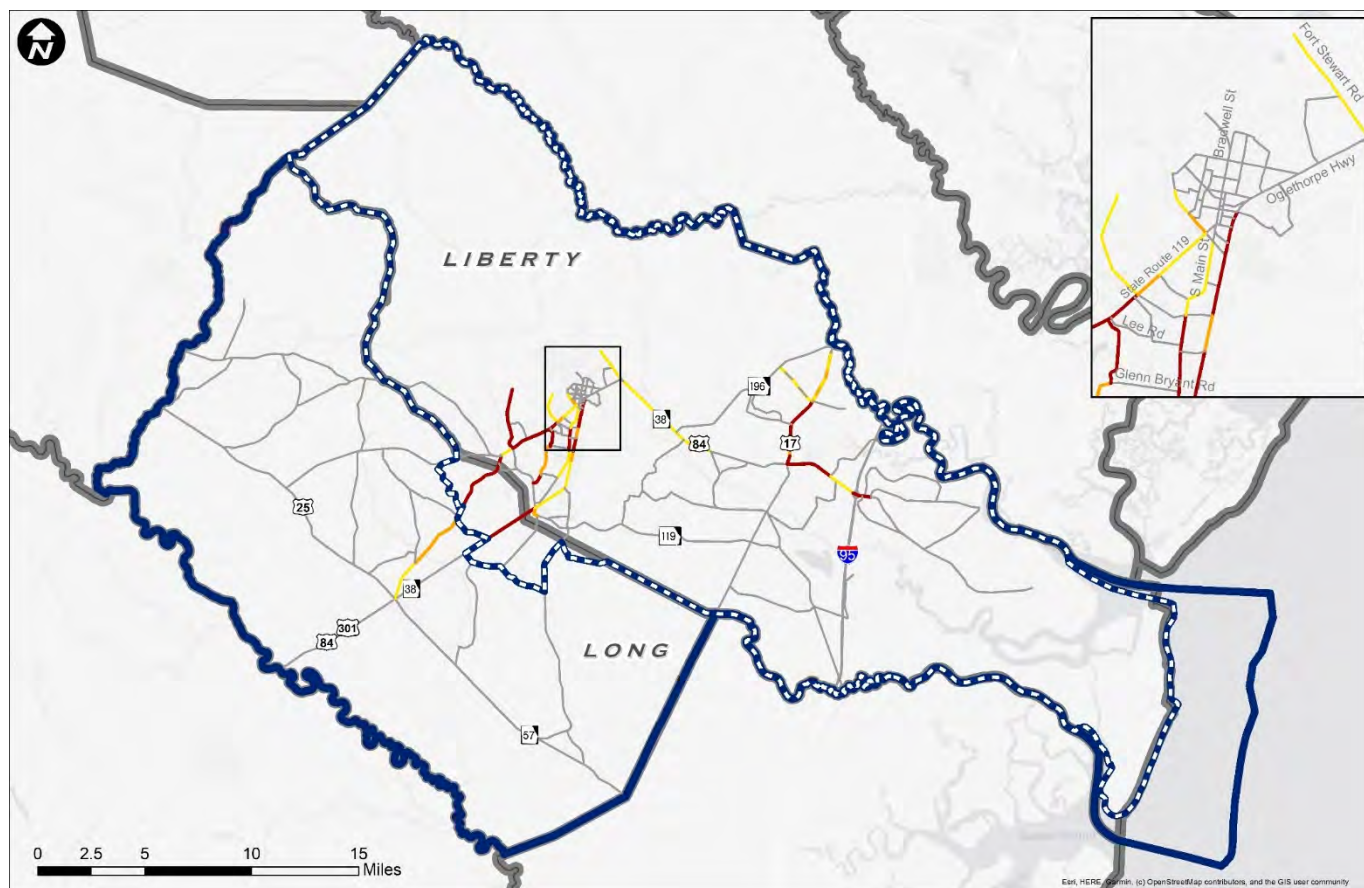 N
LIBERTY
LONG
196
38
84
17
25
119
95
38
301
84
57
Fort Stewart Rd
Bradwell St
Oglethorpe Hwy
State Route 119
S Main St
Lee Rd
Glenn Bryant Rd
0 2.5 5 10 15
Miles
Esri, HERE, Garmin, (c) OpenStreetMap contributors, and the GIS user community